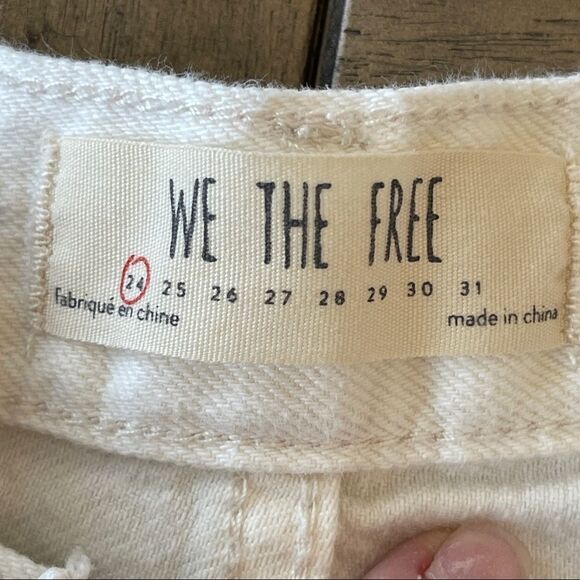 WE THE FREE
24 25 26 27 28 29 30 31
fabriqué en chine
made in china